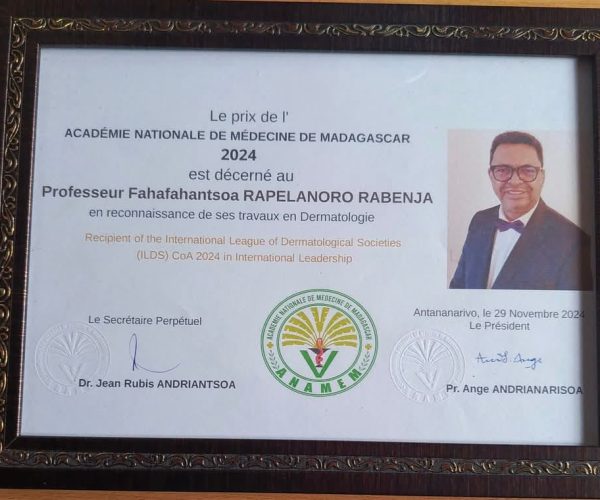 Le prix de l'
ACADÉMIE NATIONALE DE MÉDECINE DE MADAGASCAR
2024
est décerné au
Professeur Fahafahantsoa RAPELANORO RABENJA
en reconnaissance de ses travaux en Dermatologie
Recipient of the International League of Dermatological Societies
(ILDS) CoA 2024 in International Leadership
Antananarivo, le 29 Novembre 2024
Le Président
Le Secrétaire Perpétuel
ACADÉMIE NATIONALE DE MÉDECINE DE MADAGASCAR
ANAMEM
Dr. Jean Rubis ANDRIANTSOA
Pr. Ange ANDRIANARISOA